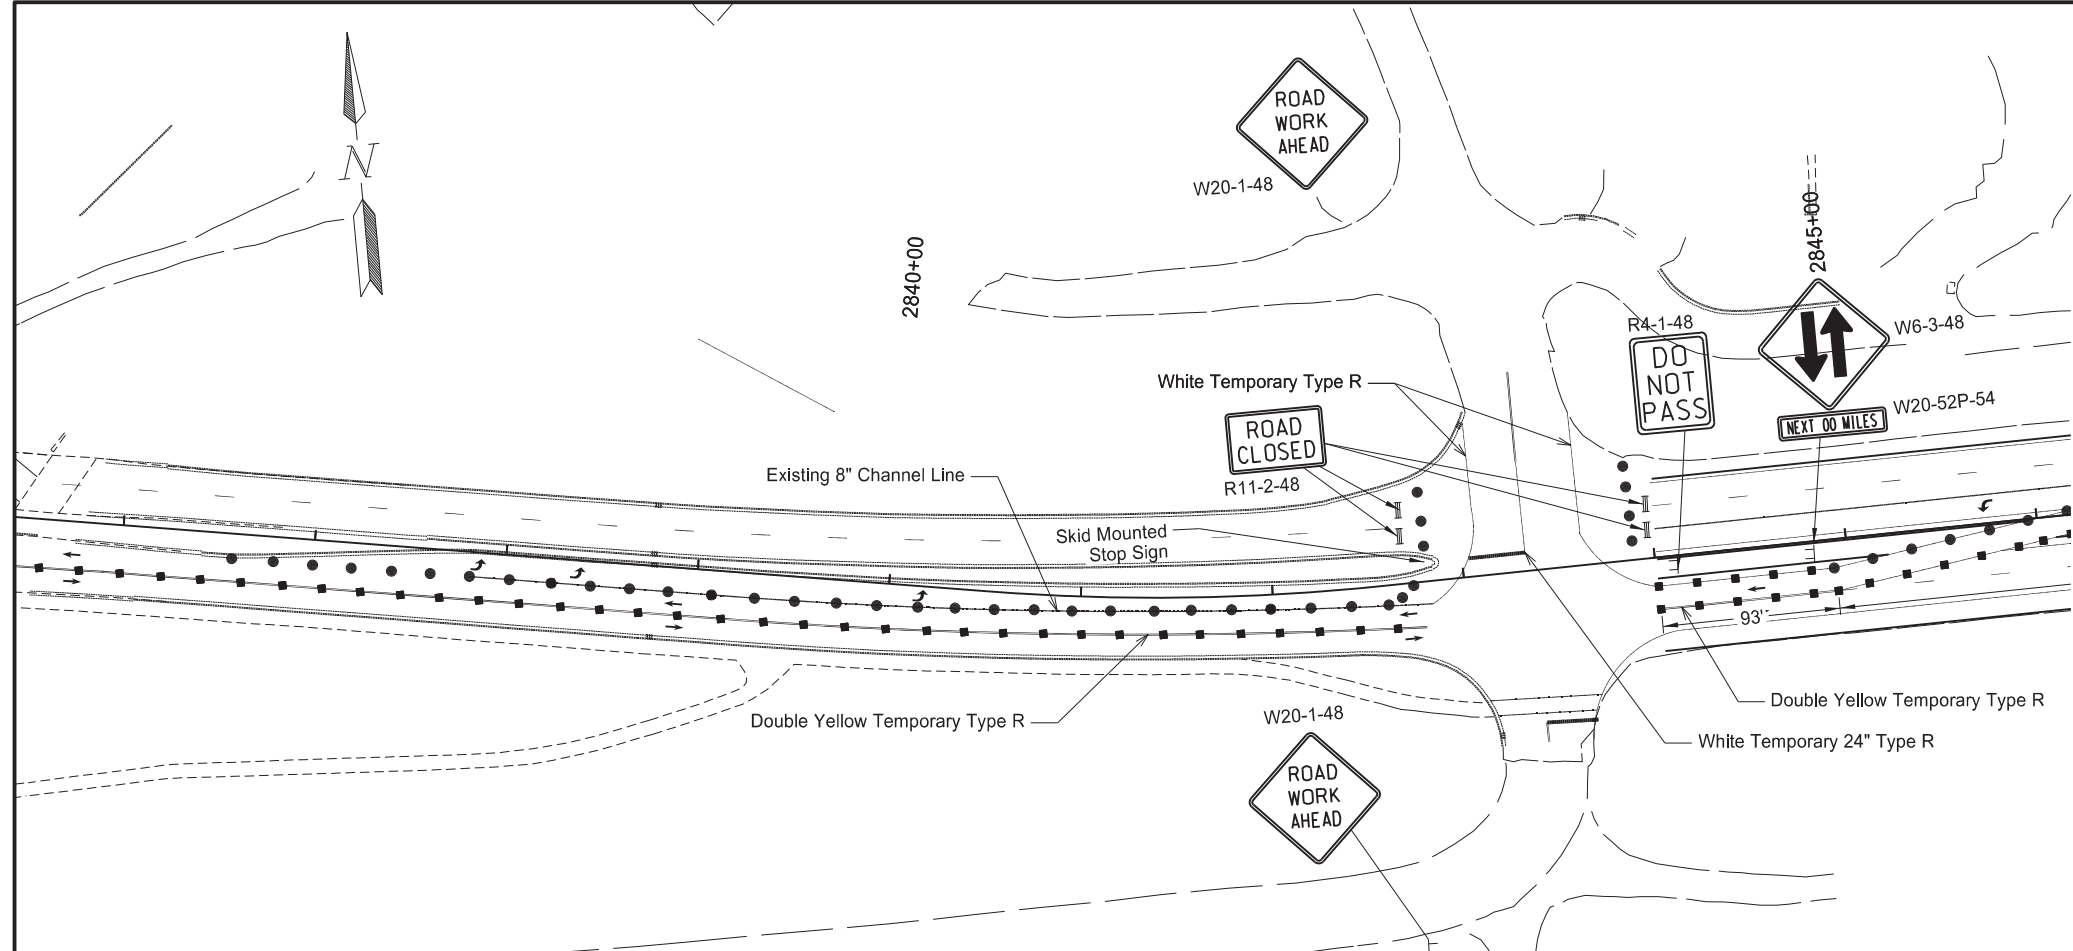 ROAD
WORK
AHEAD
W20-1-48
N
2840+00
2845+00
R4-1-48
DO
NOT
PASS
W6-3-48
W20-52P-54
NEXT 00 MILES
White Temporary Type R
ROAD
CLOSED
R11-2-48
Existing 8" Channel Line
Skid Mounted
Stop Sign
93'
Double Yellow Temporary Type R
Double Yellow Temporary Type R
White Temporary 24" Type R
W20-1-48
ROAD
WORK
AHEAD